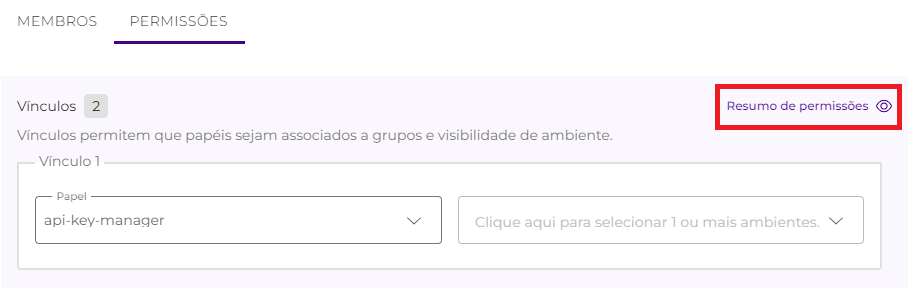 MEMBROS PERMISSÕES
Vínculos 2 Resumo de permissões
Vínculos permitem que papéis sejam associados a grupos e visibilidade de ambiente.
Vínculo 1
Papel
api-key-manager Clique aqui para selecionar 1 ou mais ambientes.